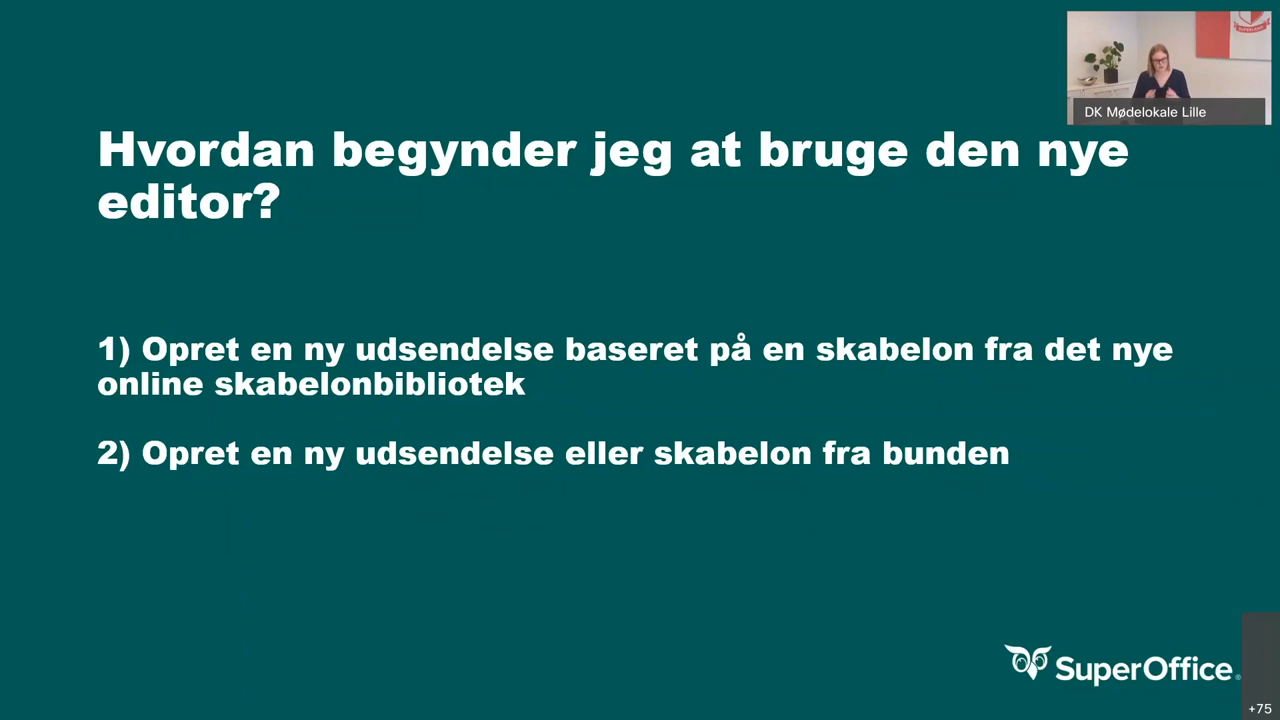 DK Mødelokale Lille
Hvordan begynder jeg at bruge den nye
editor?
1) Opret en ny udsendelse baseret på en skabelon fra det nye
online skabelonbibliotek
2) Opret en ny udsendelse eller skabelon fra bunden
SuperOffice®
+75